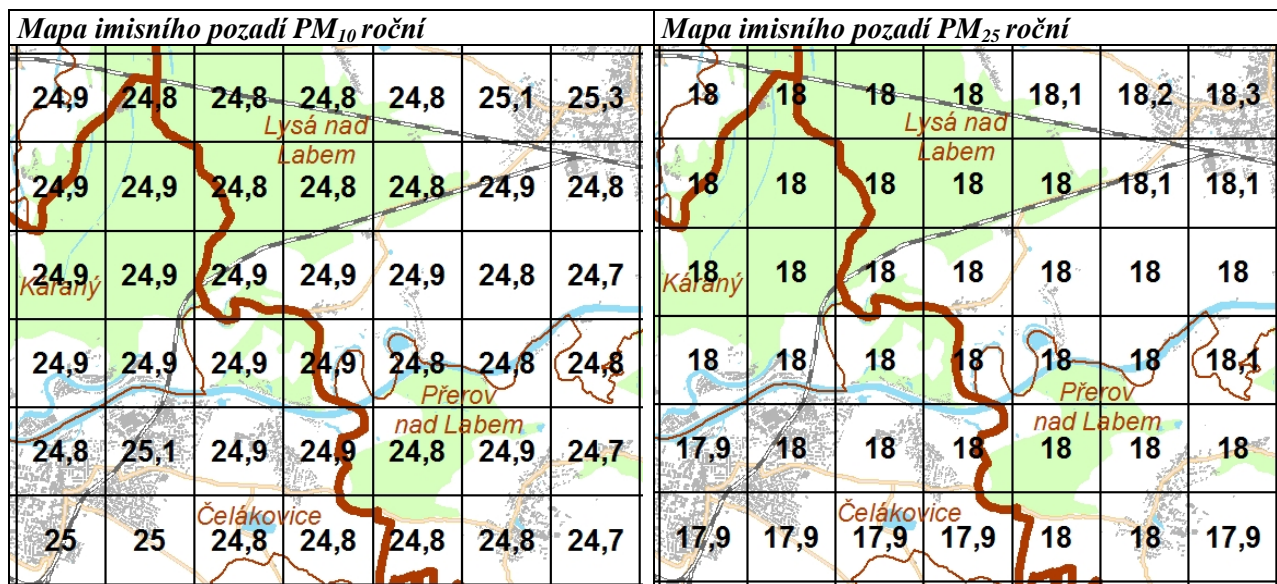 Mapa imisního pozadí PM10 roční
24,9 24,8 24,8 24,8 24,8 25,1 25,3
Lysá nad
Labem
24,9 24,9 24,8 24,8 24,8 24,9 24,8
24,9 24,9 24,9 24,9 24,9 24,8 24,7
Káraný
24,9 24,9 24,9 24,9 24,8 24,8 24,8
Přerov
nad Labem
24,8 25,1 24,9 24,9 24,8 24,9 24,7
Čelákovice
25 25 24,8 24,8 24,8 24,8 24,7
Mapa imisního pozadí PM25 roční
18 18 18 18 18,1 18,2 18,3
Lysá nad
Labem
18 18 18 18 18 18,1 18,1
18 18 18 18 18 18 18
Káraný
18 18 18 18 18 18 18,1
Přerov
nad Labem
17,9 18 18 18 18 18 18
Čelákovice
17,9 17,9 17,9 17,9 18 18 17,9